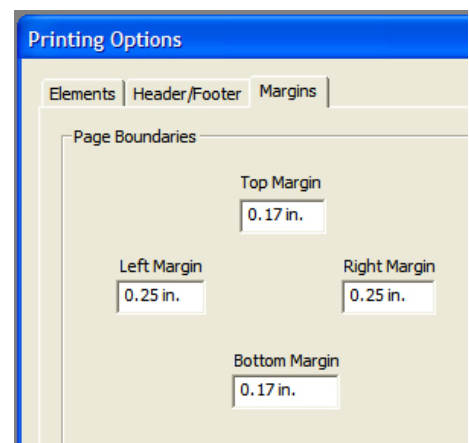 Printing Options
Elements Header/Footer Margins
Page Boundaries
Top Margin
0.17 in.
Left Margin Right Margin
0.25 in. 0.25 in.
Bottom Margin
0.17 in.